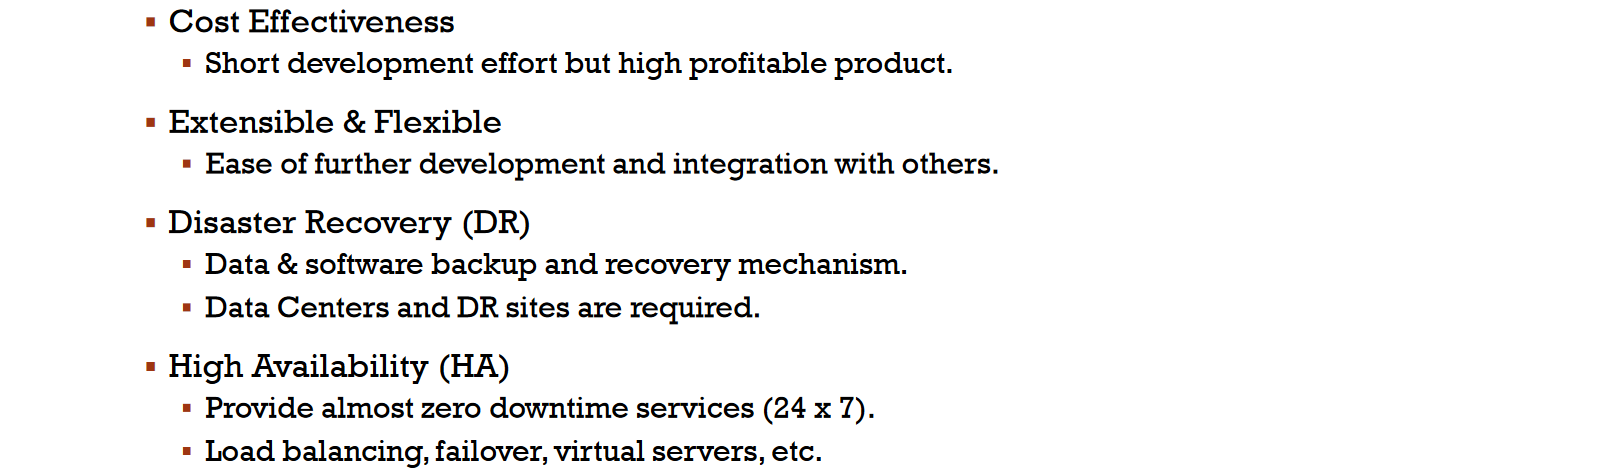 ▪ Cost Effectiveness
▪ Short development effort but high profitable product.
▪ Extensible & Flexible
▪ Ease of further development and integration with others.
▪ Disaster Recovery (DR)
▪ Data & software backup and recovery mechanism.
▪ Data Centers and DR sites are required.
▪ High Availability (HA)
▪ Provide almost zero downtime services (24 x 7).
▪ Load balancing, failover, virtual servers, etc.